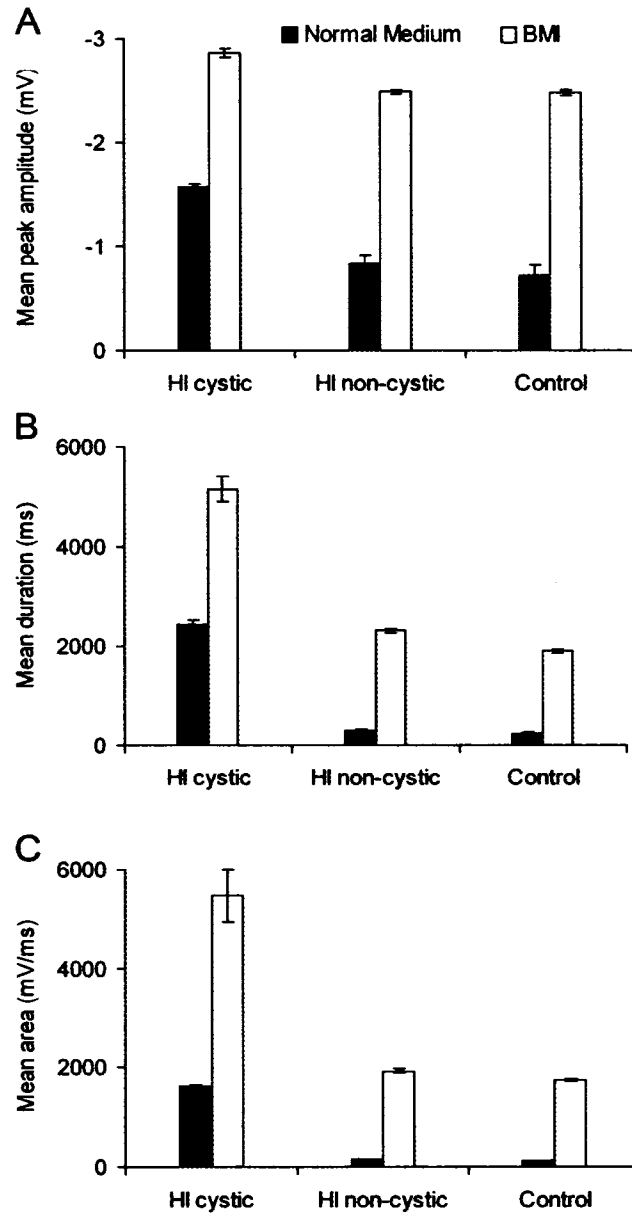 A
Normal Medium
BMI
Mean peak amplitude (mV)
-3
-2
-1
0
HI cystic
HI non-cystic
Control
B
Mean duration (ms)
6000
4000
2000
0
HI cystic
HI non-cystic
Control
C
Mean area (mV/ms)
6000
4000
2000
0
HI cystic
HI non-cystic
Control